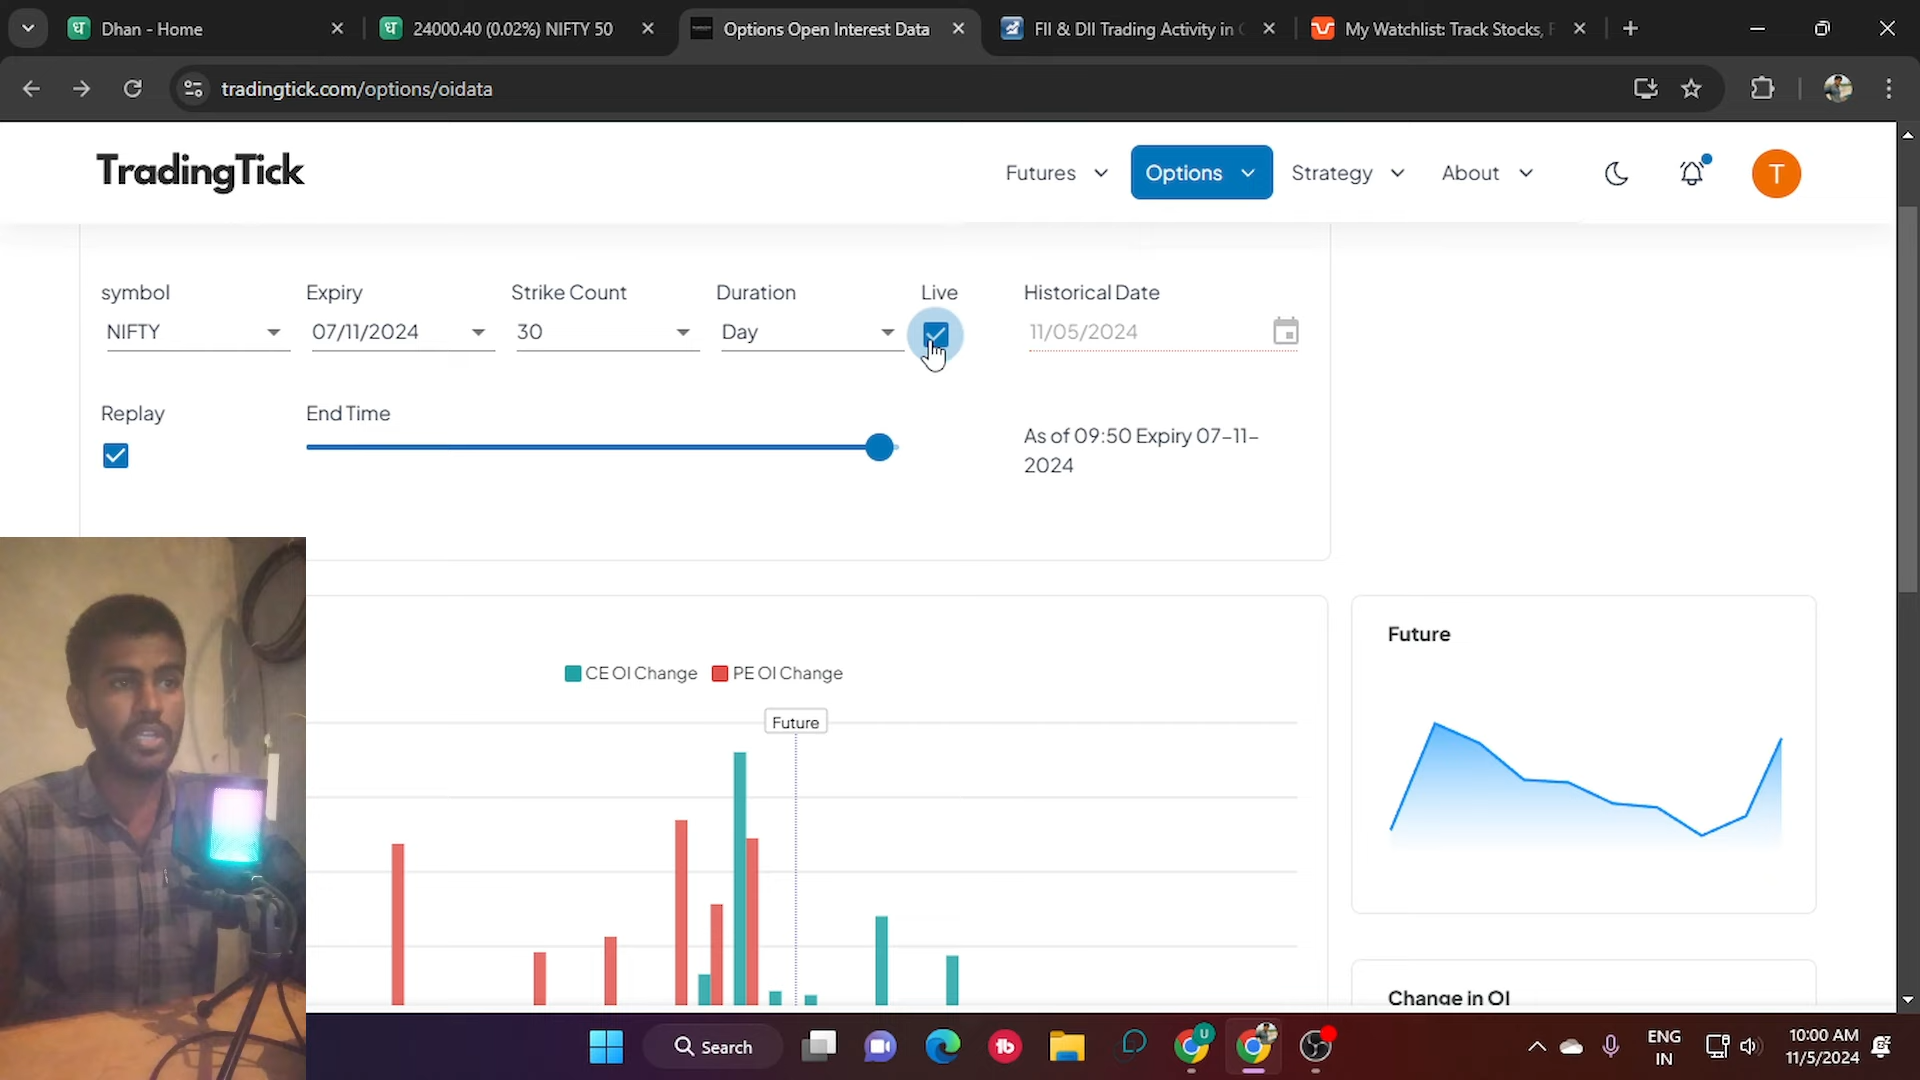 Dhan - Home
24000.40 (0.02%) NIFTY 50
Options Open Interest Data
FII & DII Trading Activity in
My Watchlist: Track Stocks,
tradingtick.com/options/oidata
TradingTick
Futures
Options
Strategy
About
T
symbol
Expiry
Strike Count
Duration
Live
Historical Date
NIFTY
07/11/2024
30
Day
11/05/2024
Replay
End Time
As of 09:50 Expiry 07-11-
2024
CE OI Change
PE OI Change
Future
Future
Change in OI
Search
U
ENG
IN
10:00 AM
11/5/2024